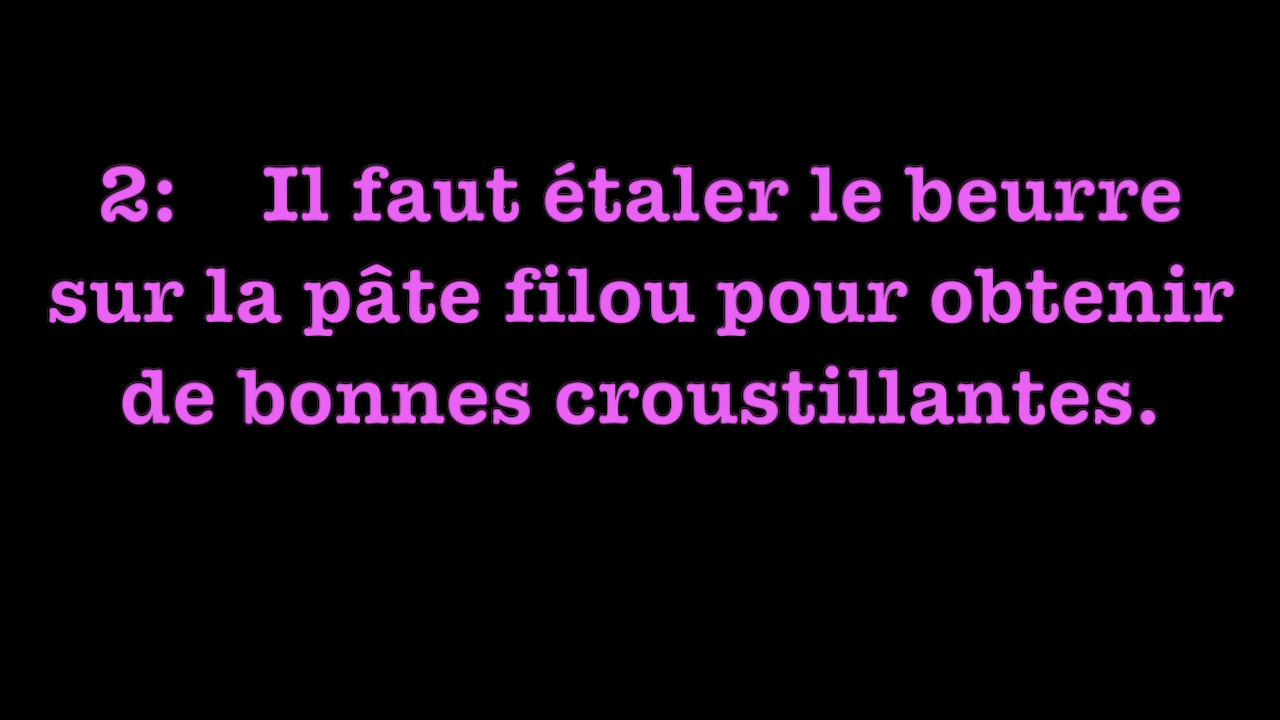 2: Il faut étaler le beurre
sur la pâte filou pour obtenir
de bonnes croustillantes.